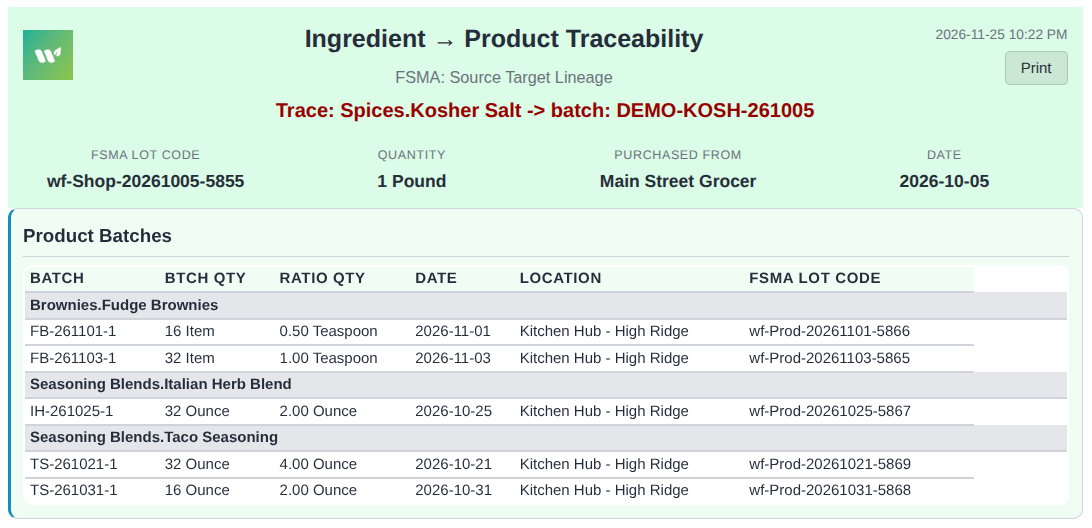 Ingredient → Product Traceability
2026-11-25 10:22 PM
Print
FSMA: Source Target Lineage
Trace: Spices.Kosher Salt -> batch: DEMO-KOSH-261005
FSMA LOT CODE QUANTITY PURCHASED FROM DATE
wf-Shop-20261005-5855 1 Pound Main Street Grocer 2026-10-05
Product Batches
BATCH BTCH QTY RATIO QTY DATE LOCATION FSMA LOT CODE
Brownies.Fudge Brownies
FB-261101-1 16 Item 0.50 Teaspoon 2026-11-01 Kitchen Hub - High Ridge wf-Prod-20261101-5866
FB-261103-1 32 Item 1.00 Teaspoon 2026-11-03 Kitchen Hub - High Ridge wf-Prod-20261103-5865
Seasoning Blends.Italian Herb Blend
IH-261025-1 32 Ounce 2.00 Ounce 2026-10-25 Kitchen Hub - High Ridge wf-Prod-20261025-5867
Seasoning Blends.Taco Seasoning
TS-261021-1 32 Ounce 4.00 Ounce 2026-10-21 Kitchen Hub - High Ridge wf-Prod-20261021-5869
TS-261031-1 16 Ounce 2.00 Ounce 2026-10-31 Kitchen Hub - High Ridge wf-Prod-20261031-5868